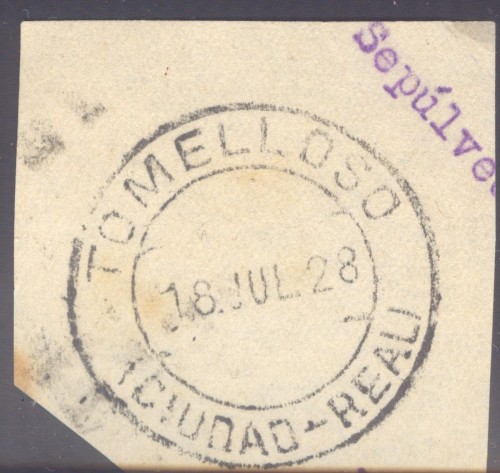 Sepúlve
TOMELLOSO
18.JUL.28
(CIUDAD-REAL)